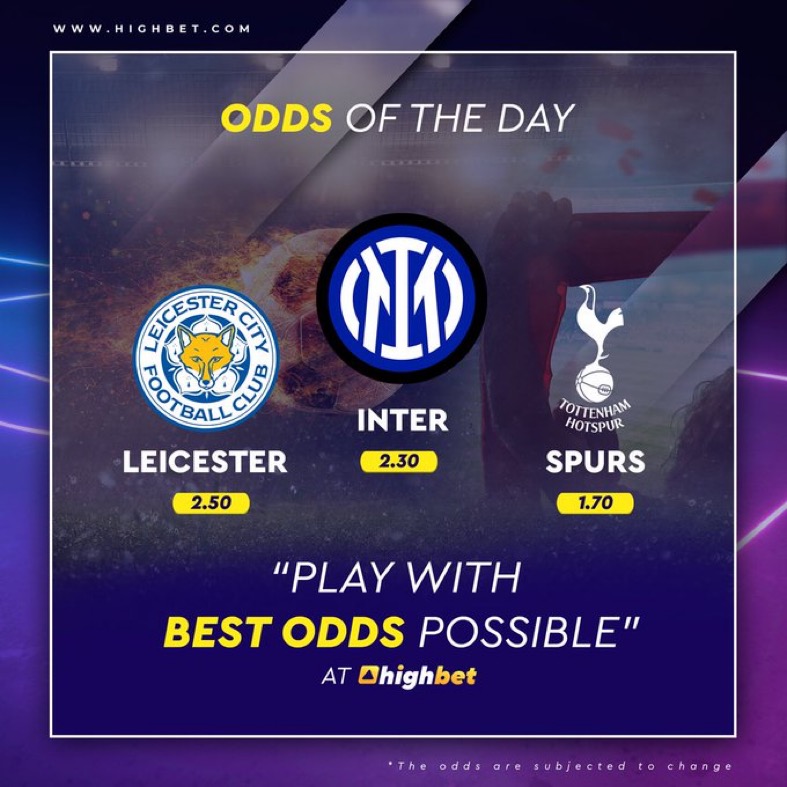 WWW.HIGHBET.COM
ODDS OF THE DAY
LEICESTER CITY
FOOTBALL CLUB
LEICESTER
2.50
INTER
2.30
TOTTENHAM
HOTSPUR
SPURS
1.70
“PLAY WITH
BEST ODDS POSSIBLE”
AT highbet
*The odds are subjected to change